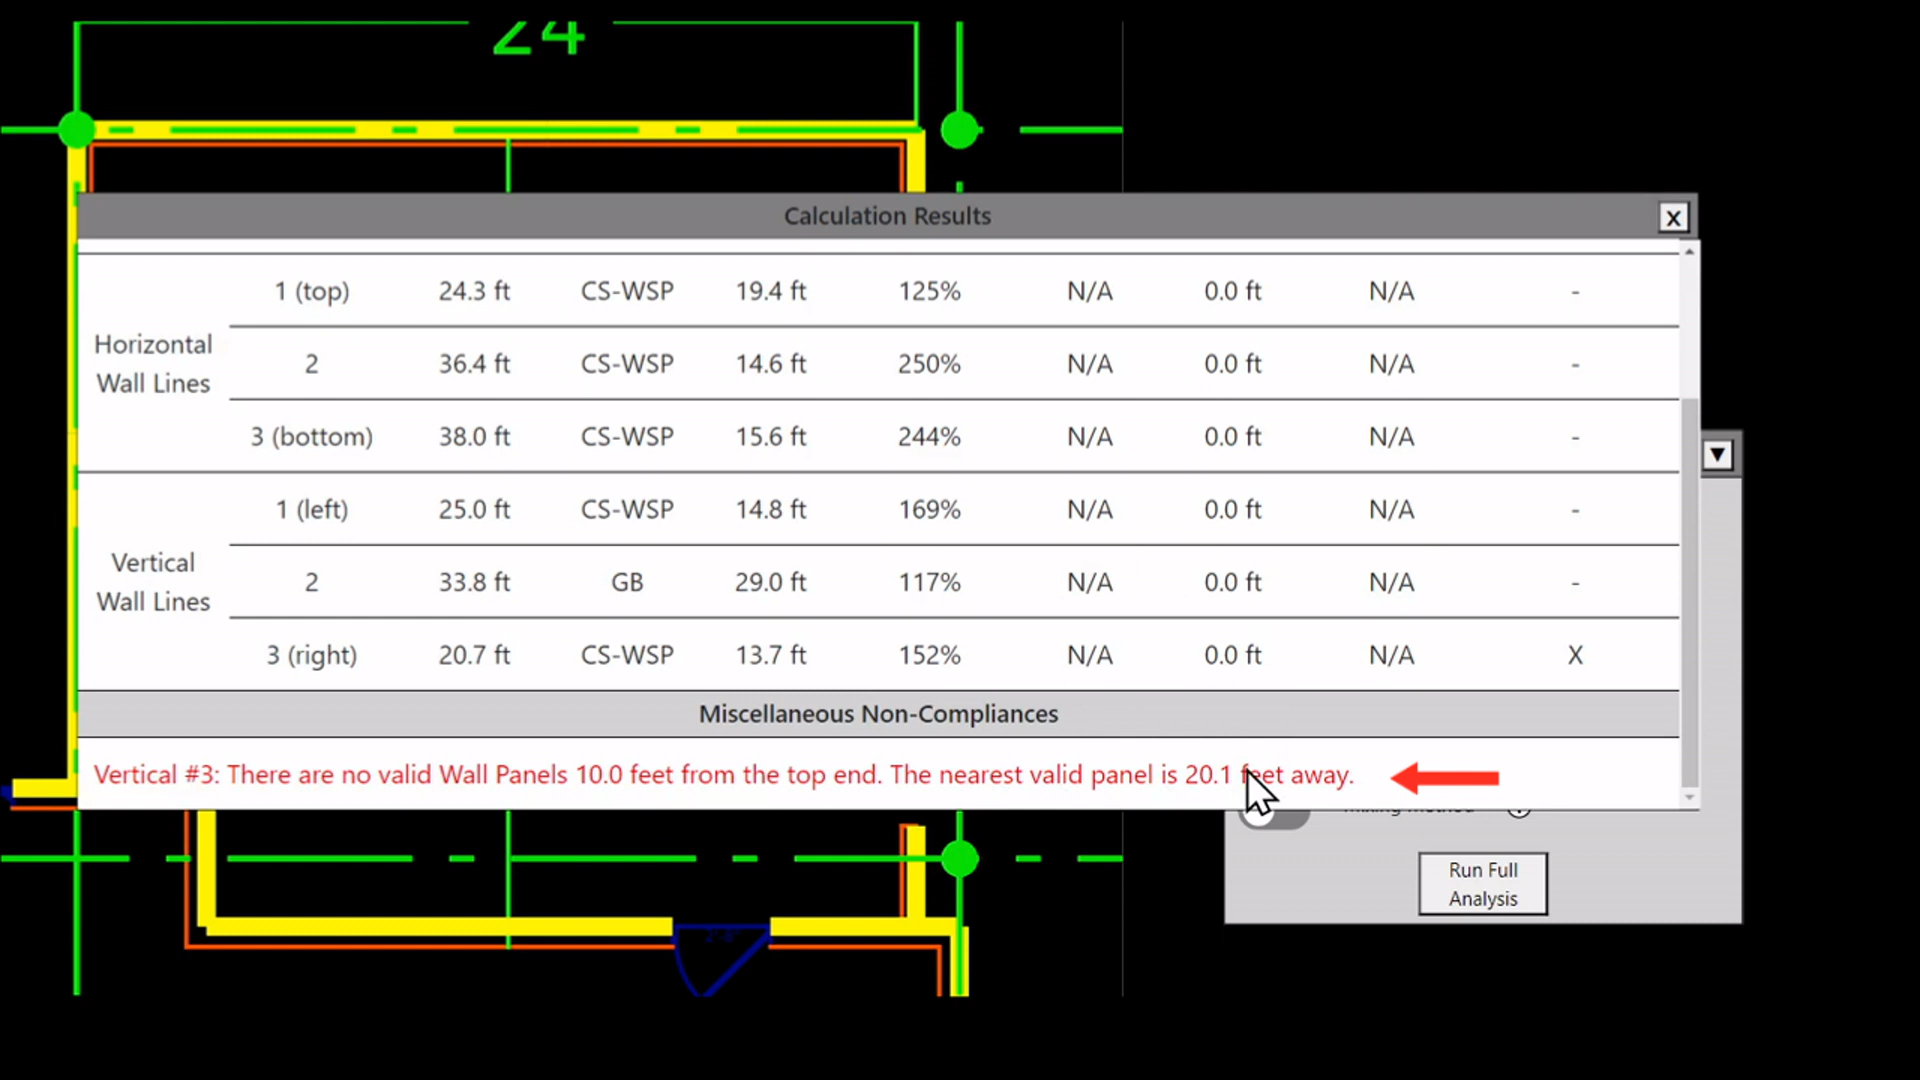 24
Calculation Results
X
1 (top) 24.3 ft CS-WSP 19.4 ft 125% N/A 0.0 ft N/A -
Horizontal
Wall Lines
2 36.4 ft CS-WSP 14.6 ft 250% N/A 0.0 ft N/A -
3 (bottom) 38.0 ft CS-WSP 15.6 ft 244% N/A 0.0 ft N/A -
1 (left) 25.0 ft CS-WSP 14.8 ft 169% N/A 0.0 ft N/A -
Vertical
Wall Lines
2 33.8 ft GB 29.0 ft 117% N/A 0.0 ft N/A -
3 (right) 20.7 ft CS-WSP 13.7 ft 152% N/A 0.0 ft N/A X
Miscellaneous Non-Compliances
Vertical #3: There are no valid Wall Panels 10.0 feet from the top end. The nearest valid panel is 20.1 feet away.
Mixing Method
Run Full
Analysis